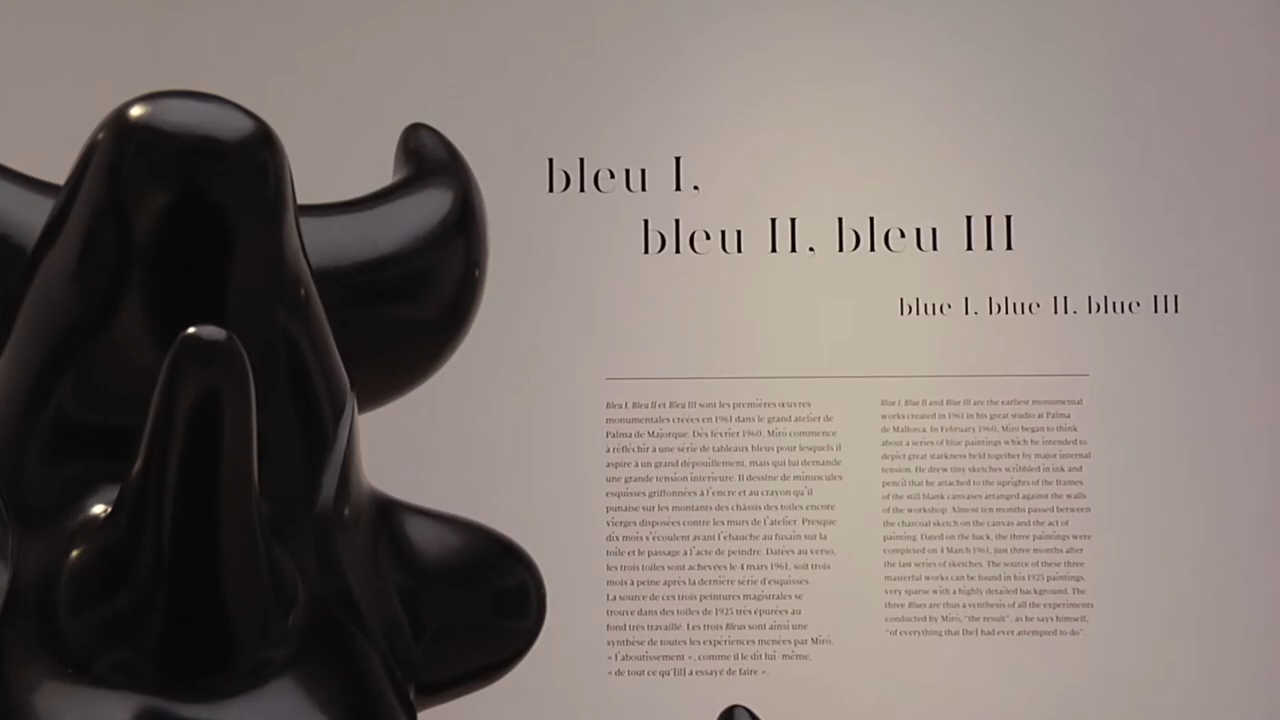 bleu I,
bleu II, bleu III
blue I, blue II, blue III
Bleu I, Bleu II et Bleu III sont les premières œuvres
monumentales créées en 1961 dans le grand atelier de
Palma de Majorque. Dès février 1960, Miró commence
à réfléchir à une série de tableaux bleus pour lesquels il
aspire à un grand dépouillement, mais qui lui demande
une grande tension intérieure. Il dessine de minuscules
esquisses griffonnées à l'encre et au crayon qu'il
punaise sur les montants des châssis des toiles encore
vierges disposées contre les murs de l'atelier. Presque
dix mois s'écoulent avant l'ébauche au fusain sur la
toile et le passage à l'acte de peindre. Datées au verso,
les trois toiles sont achevées le 4 mars 1961, soit trois
mois à peine après la dernière série d'esquisses.
La source de ces trois peintures magistrales se
trouve dans des toiles de 1925 très épurées au
fond très travaillé. Les trois Bleus sont ainsi une
synthèse de toutes les expériences menées par Miró,
« l'aboutissement », comme il le dit lui-même,
« de tout ce qu'[il] a essayé de faire ».
Blue I, Blue II and Blue III are the earliest monumental
works created in 1961 in his great studio at Palma
de Mallorca. In February 1960, Miró began to think
about a series of blue paintings which he intended to
depict great starkness held together by major internal
tension. He drew tiny sketches scribbled in ink and
pencil that he attached to the uprights of the frames
of the still blank canvases arranged against the walls
of the workshop. Almost ten months passed between
the charcoal sketch on the canvas and the act of
painting. Dated on the back, the three paintings were
completed on 4 March 1961, just three months after
the last series of sketches. The source of these three
masterful works can be found in his 1925 paintings,
very sparse with a highly detailed background. The
three Blues are thus a synthesis of all the experiments
conducted by Miró, "the result", as he says himself,
"of everything that [he] had ever attempted to do".